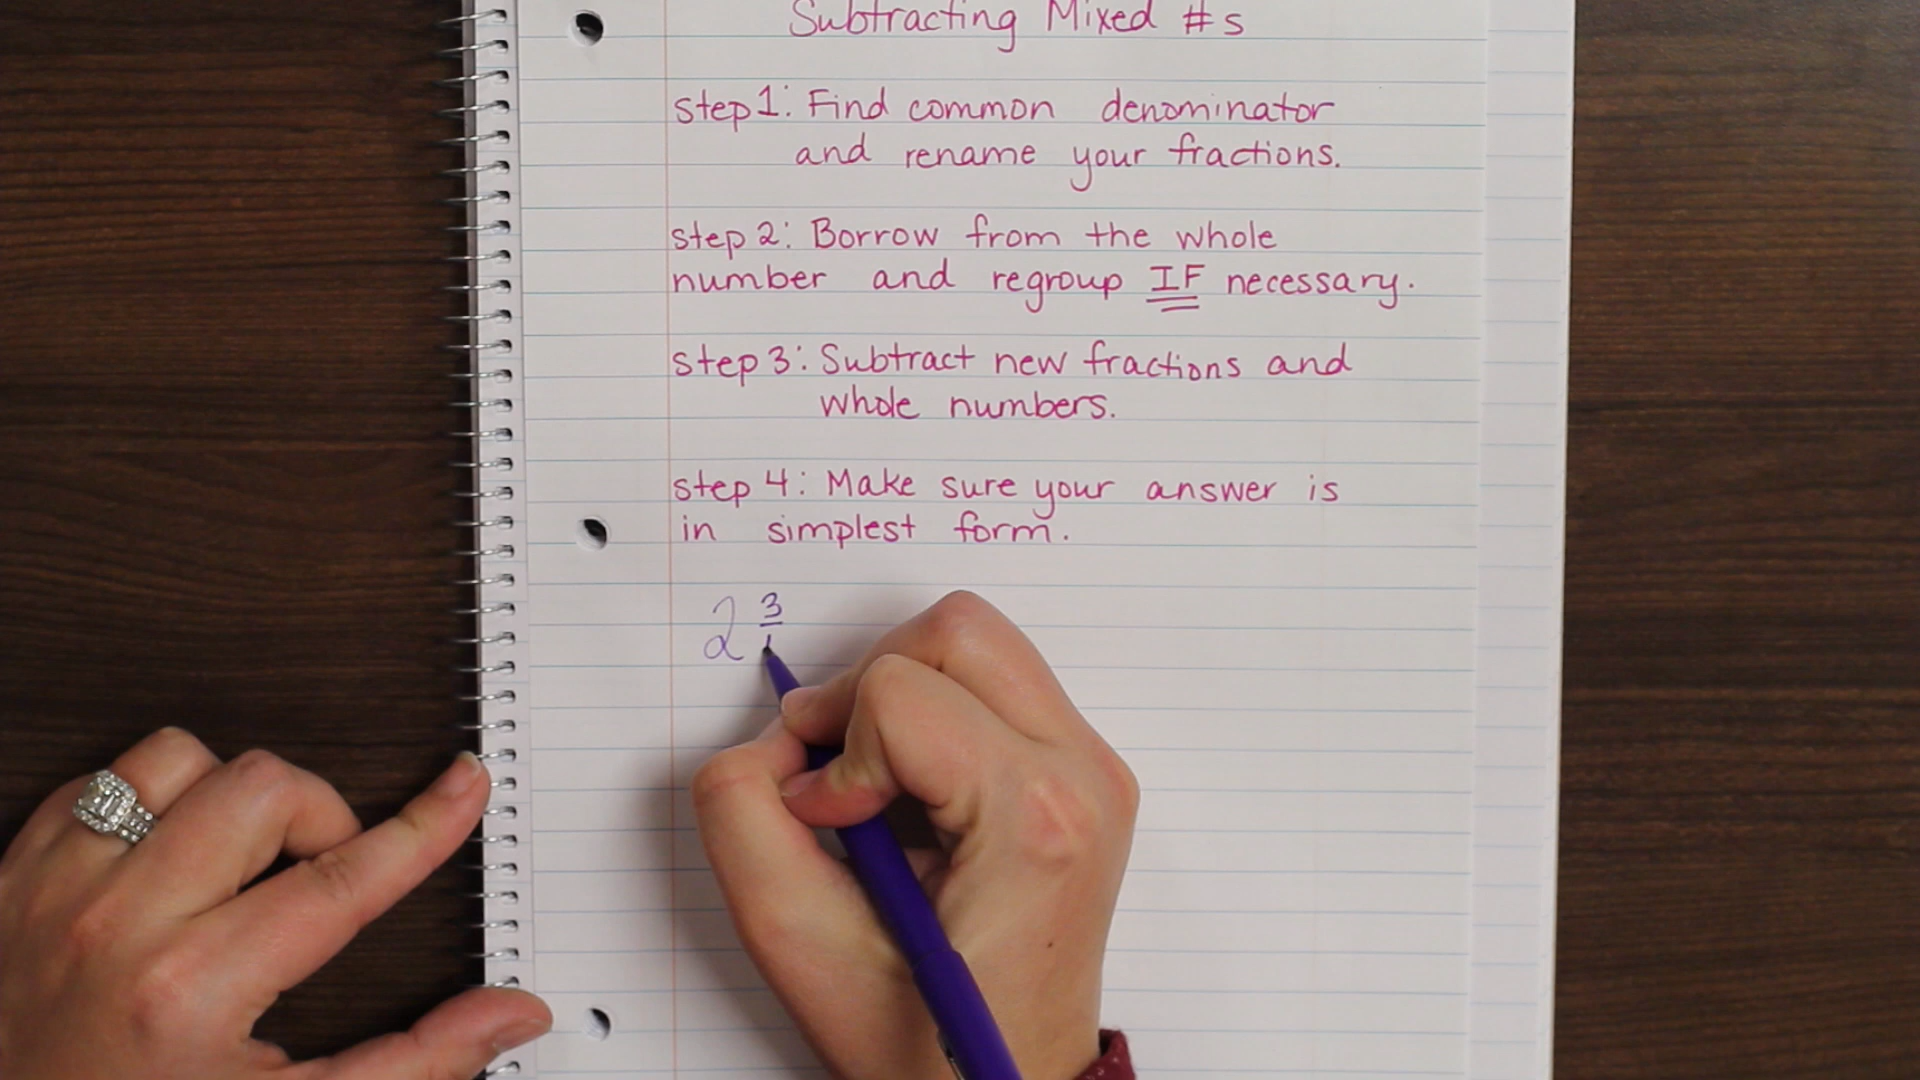 Subtracting Mixed #s
step 1: Find common denominator
and rename your fractions.
step 2: Borrow from the whole
number and regroup IF necessary.
step 3: Subtract new fractions and
whole numbers.
step 4: Make sure your answer is
in simplest form.
2 3/